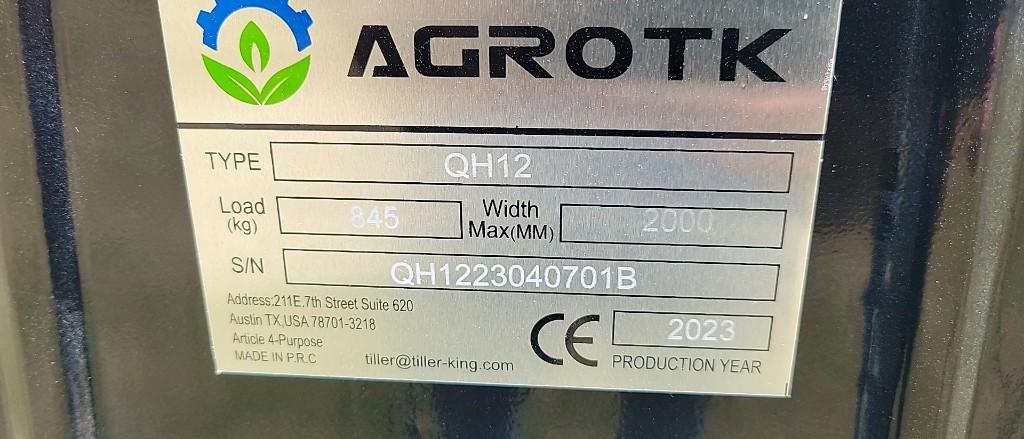 AGROTK
TYPE QH12
Load (kg) 845 Width Max(MM) 2000
S/N QH1223040701B
Address:211E.7th Street Suite 620
Austin TX,USA 78701-3218
Article 4-Purpose
MADE IN P.R.C tiller@tiller-king.com CE 2023
PRODUCTION YEAR